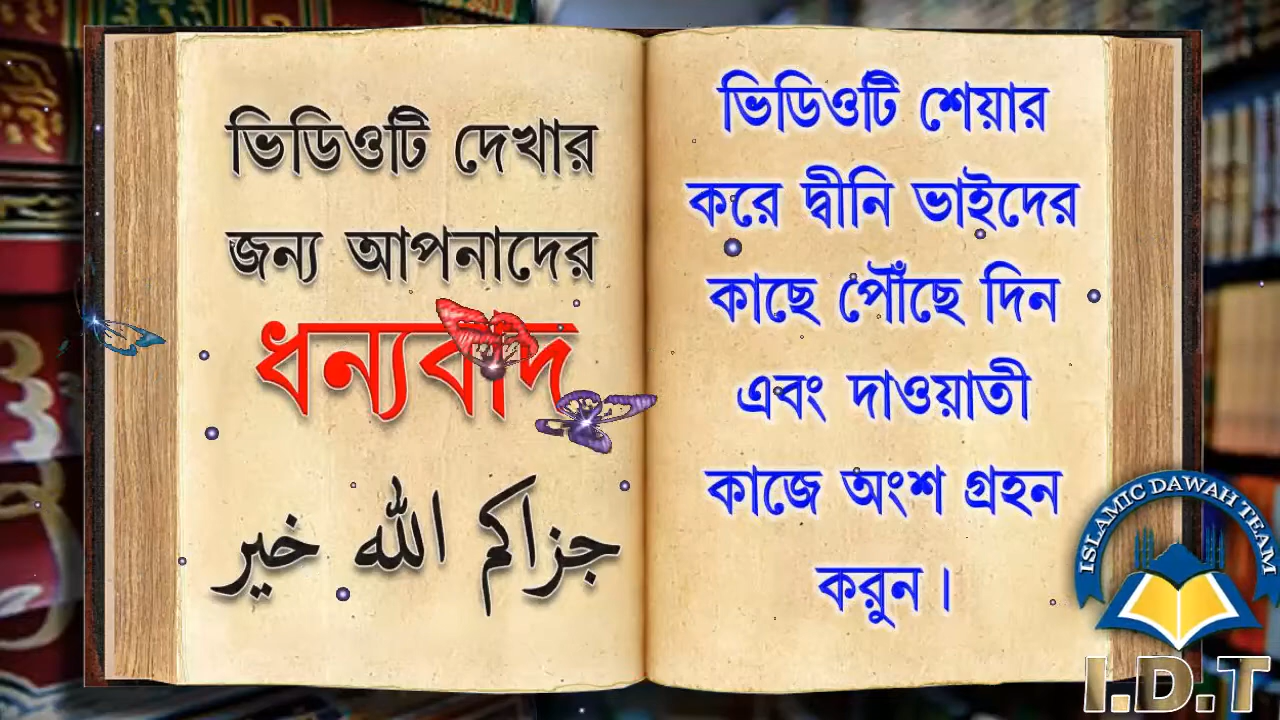 ভিডিওটি দেখার
জন্য আপনাদের
ধন্যবাদ
جزاكم الله خير
ভিডিওটি শেয়ার
করে দ্বীনি ভাইদের
কাছে পৌঁছে দিন
এবং দাওয়াতী
কাজে অংশ গ্রহন
করুন।
ISLAMIC DAWAH TEAM
I.D.T